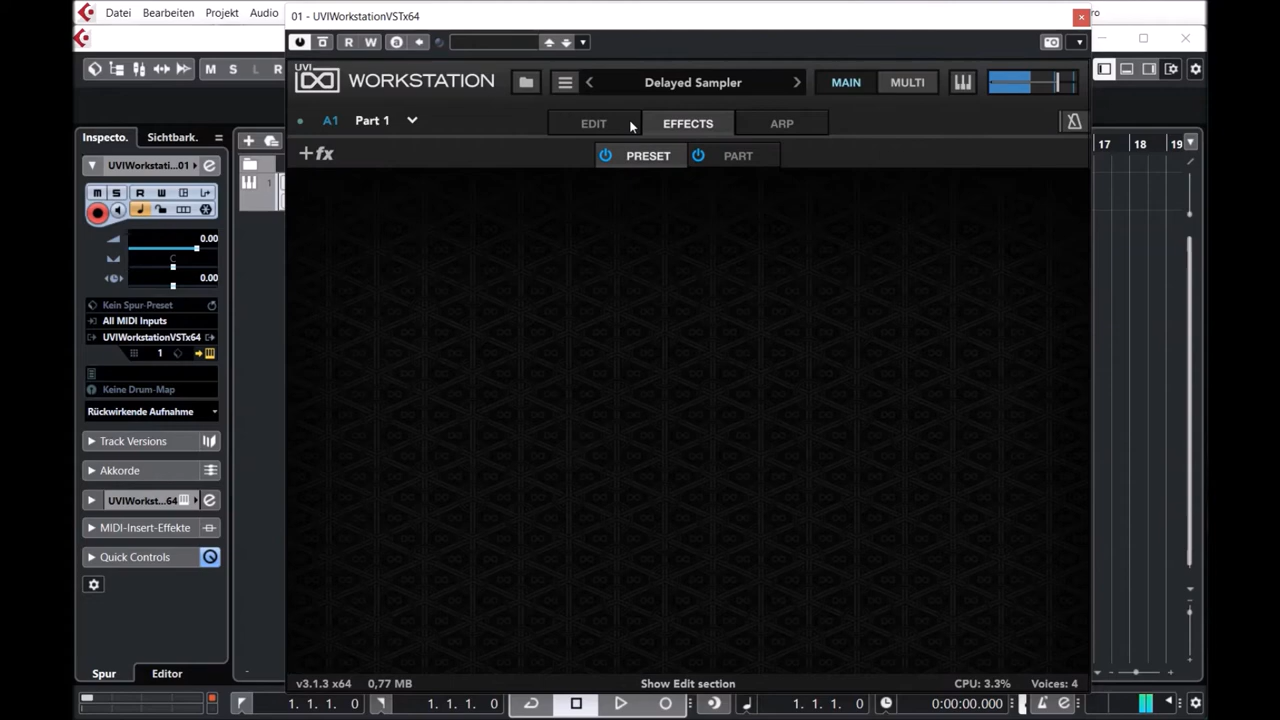 Datei Bearbeiten Projekt Audio
01 - UVIWorkstationVSTx64
R W
M S L R
UVI WORKSTATION
Delayed Sampler
MAIN MULTI
A1 Part 1
EDIT EFFECTS ARP
+fx
PRESET PART
Inspecto. Sichtbark.
17 18 19
UVIWorkstati...01
1
m S R W
0.00
C
0.00
Kein Spur-Preset
All MIDI Inputs
UVIWorkstationVSTx64
1
Keine Drum-Map
Rückwirkende Aufnahme
Track Versions
Akkorde
UVIWorkst...64
MIDI-Insert-Effekte
Quick Controls
Spur Editor
v3.1.3 x64 0,77 MB Show Edit section CPU: 3.3% Voices: 4
1. 1. 1. 0 1. 1. 1. 0 1. 1. 1. 0 0:00:00.000